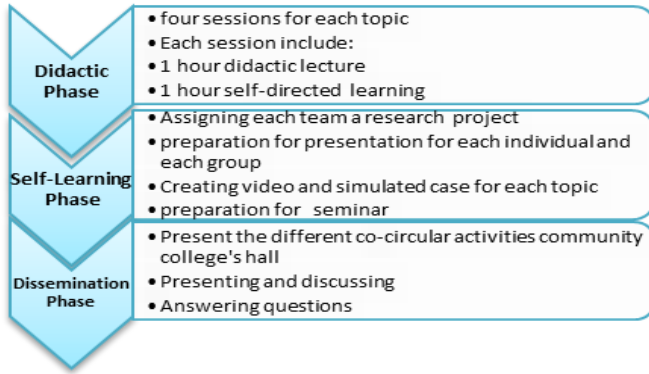 Didactic
Phase
• four sessions for each topic
• Each session include:
• 1 hour didactic lecture
• 1 hour self-directed learning
Self-Learning
Phase
• Assigning each team a research project
• preparation for presentation for each individual and
each group
• Creating video and simulated case for each topic
• preparation for seminar
Dissemination
Phase
• Present the different co-circular activities community
college's hall
• Presenting and discussing
• Answering questions